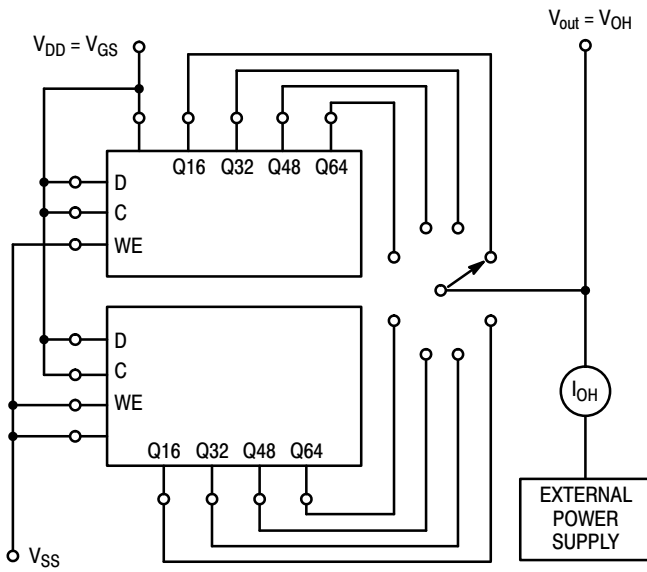 V_out = V_OH
V_DD = V_GS
Q16 Q32 Q48 Q64
D
C
WE
D
C
WE
Q16 Q32 Q48 Q64
V_SS
I_OH
EXTERNAL
POWER
SUPPLY